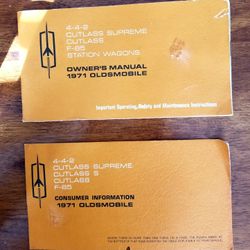 4-4-2
CUTLASS SUPREME
CUTLASS
F-85
STATION WAGONS
OWNER'S MANUAL
1971 OLDSMOBILE
Important Operating, Safety and Maintenance Instructions
4-4-2
CUTLASS SUPREME
CUTLASS S
CUTLASS
F-85
CONSUMER INFORMATION
1971 OLDSMOBILE